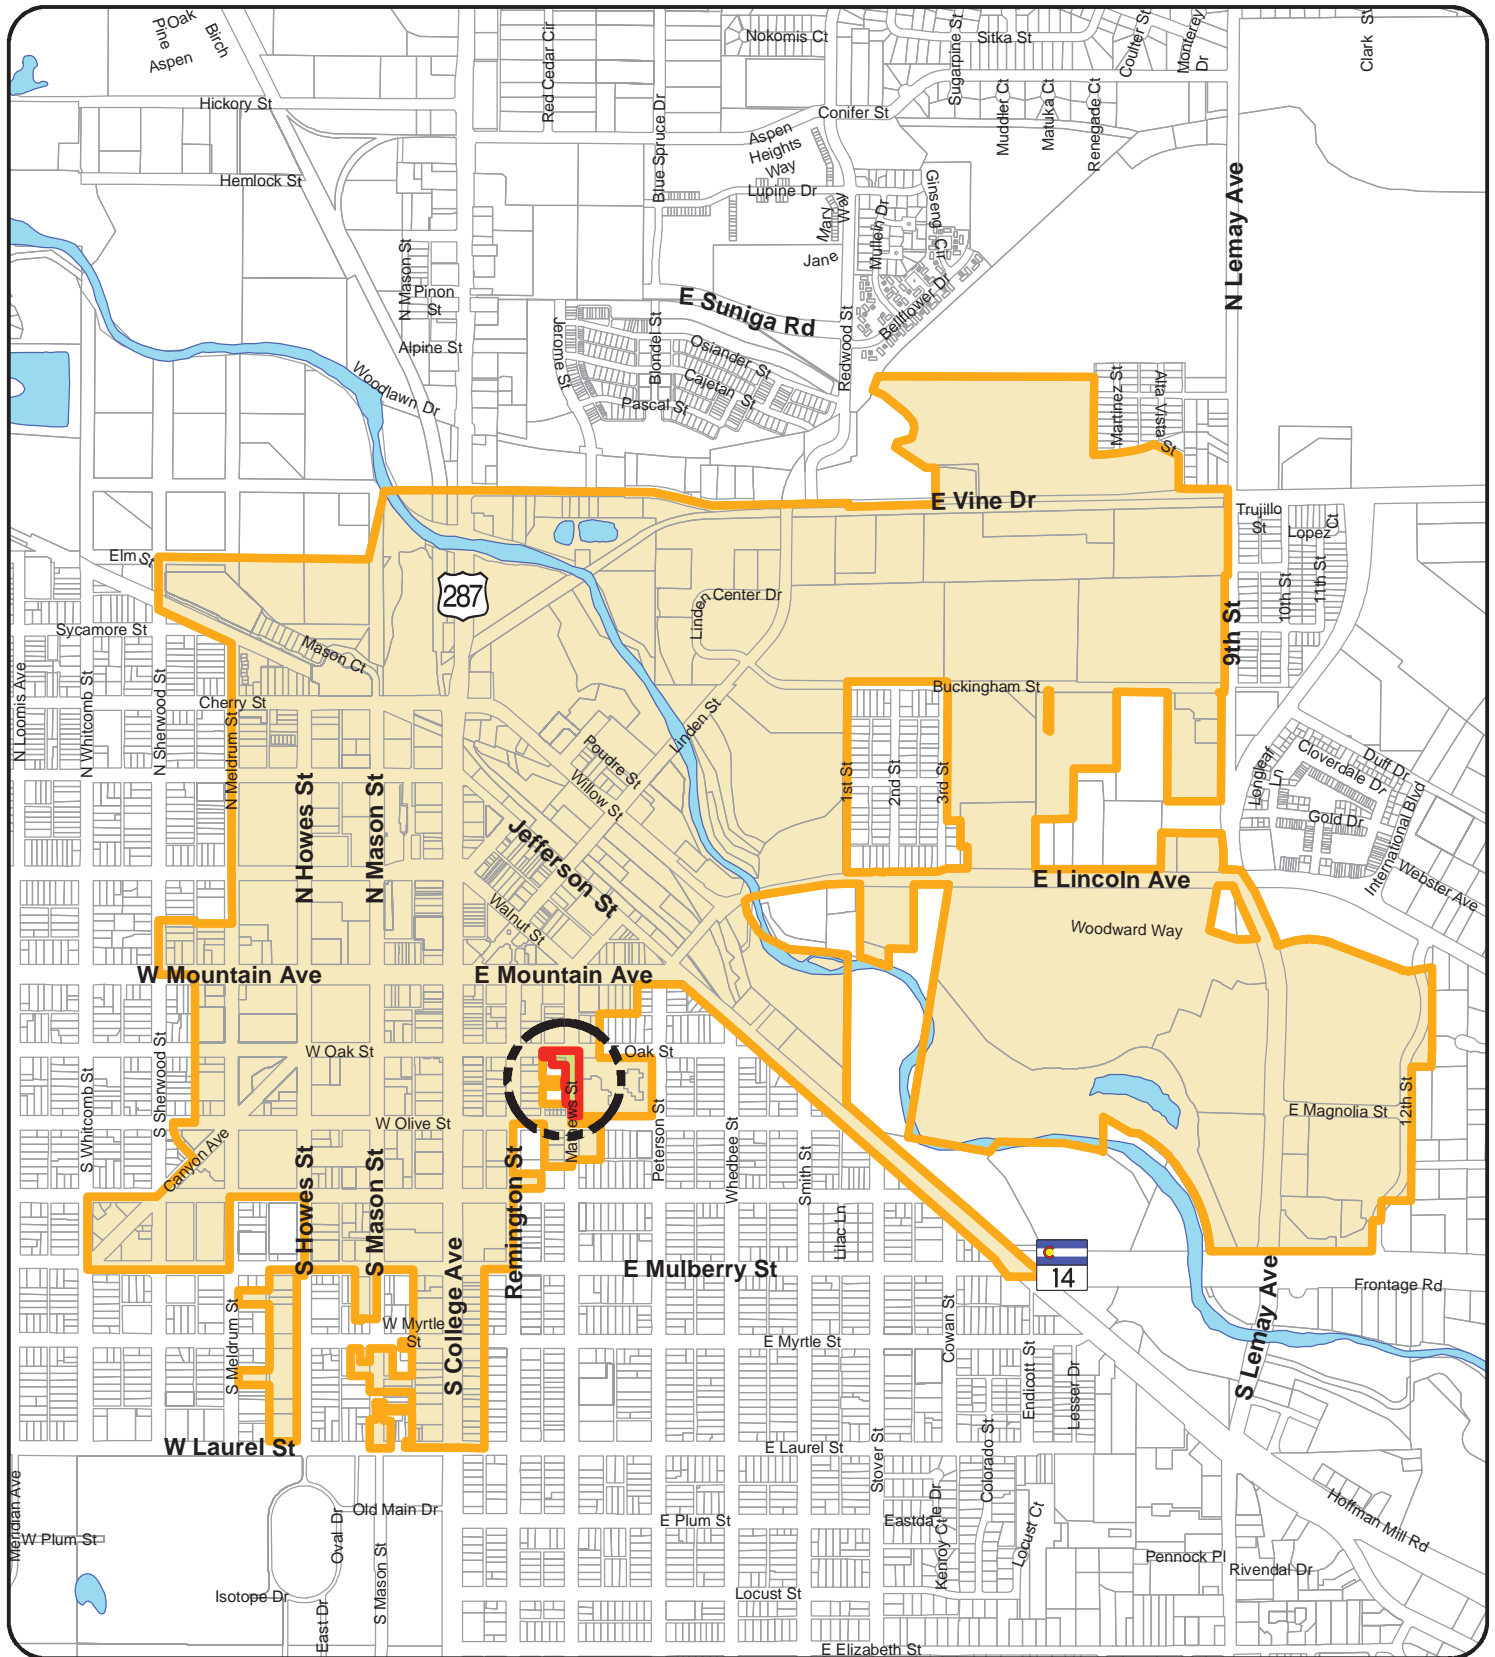 Oak
Pine
Birch
Aspen
Hickory St
Hemlock St
Red Cedar Cir
Blue Spruce Dr
Nokomis Ct
Sugarpine St
Sitka St
Coulter St
Monterey
Dr
Clark St
Conifer St
Muddler Ct
Matuka Ct
Renegade Ct
Aspen
Heights
Way
Lupine Dr
Mary
Way
Jane
Mullein Dr
Ginseng Cir
Bellflower Dr
N Lemay Ave
N Mason St
Pinon
St
Alpine St
Woodlawn Dr
E Suniga Rd
Jerome St
Blondel St
Osiander St
Cajetan St
Pascal St
Redwood St
Martinez St
Alta Vista St
E Vine Dr
Trujillo
St
Lopez Ct
10th St
11th St
9th St
Elm St
287
Linden
Center Dr
Sycamore St
Mason Ct
N Loomis Ave
N Whitcomb St
N Sherwood St
Cherry St
N Meldrum St
Buckingham St
Linden St
Poudre St
Willow St
N Howes St
N Mason St
Jefferson St
1st St
2nd St
3rd St
Longleaf
Ln
Cloverdale Dr
Duff Dr
Gold Dr
International Blvd
Webster Ave
E Lincoln Ave
Walnut St
Woodward Way
W Mountain Ave
E Mountain Ave
W Oak St
E Oak St
S Whitcomb St
S Sherwood St
W Olive St
Mathews St
Peterson St
Whedbee St
Smith St
E Magnolia St
12th St
Canyon Ave
S Howes St
S Mason St
Remington St
Lilac Ln
S College Ave
E Mulberry St
14
Frontage Rd
S Lemay Ave
S Meldrum St
W Myrtle
St
E Myrtle St
Cowan St
Endicott St
Lesser Dr
W Laurel St
E Laurel St
Stover St
Colorado St
Meridian Ave
Old Main Dr
W Plum St
Oval Dr
E Plum St
Locust Ct
Hoffman Mill Rd
Pennock Pl
Rivendal Dr
Isotope Dr
East Dr
S Mason St
Locust St
E Elizabeth St